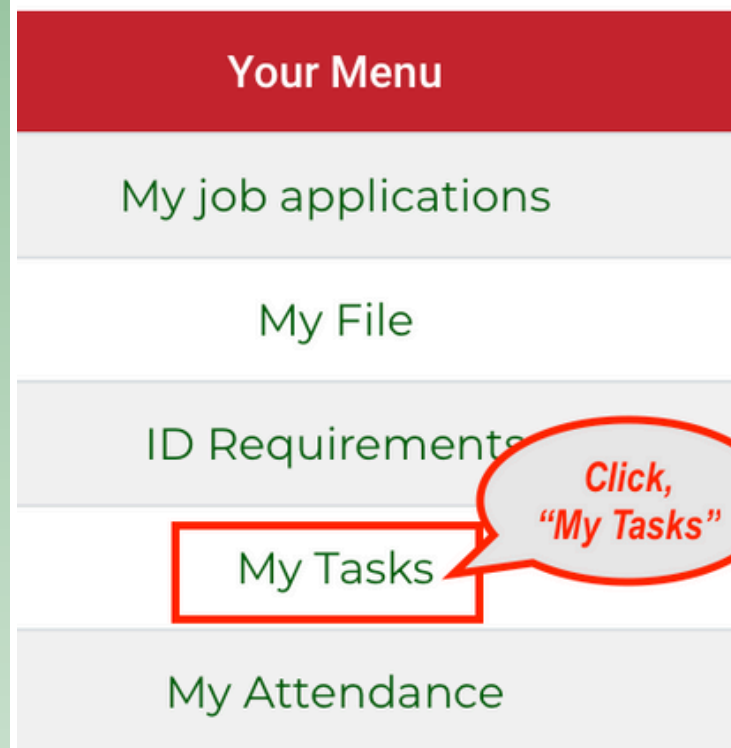 Your Menu
My job applications
My File
ID Requirements
Click,
“My Tasks”
My Tasks
My Attendance